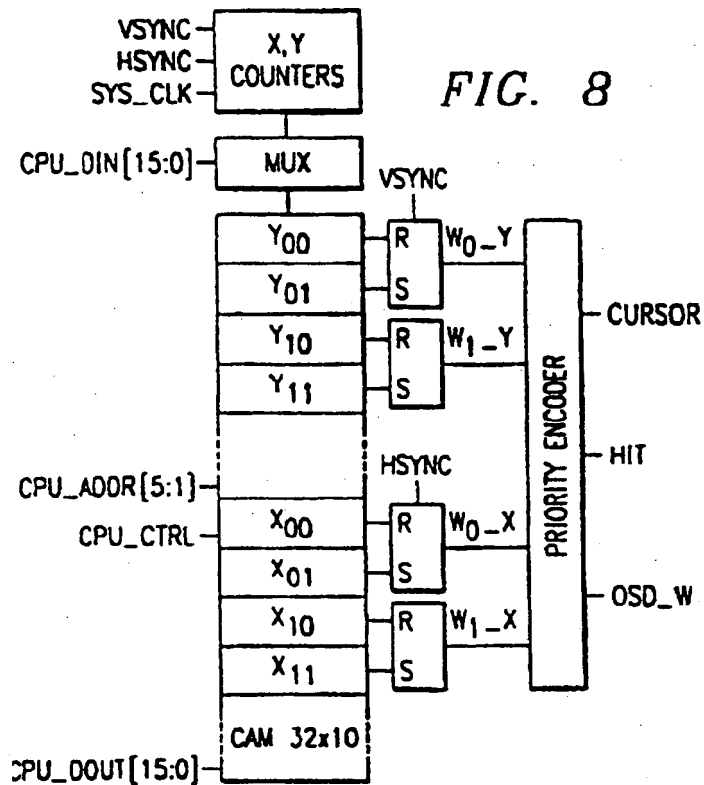 VSYNC
HSYNC
SYS_CLK
X,Y
COUNTERS
FIG. 8
CPU_DIN[15:0]
MUX
VSYNC
Y00
R
W0_Y
Y01
S
CURSOR
Y10
R
W1_Y
Y11
S
PRIORITY ENCODER
HIT
HSYNC
CPU_ADDR[5:1]
X00
R
W0_X
CPU_CTRL
X01
S
OSD_W
X10
R
W1_X
X11
S
CAM 32x10
CPU_DOUT[15:0]